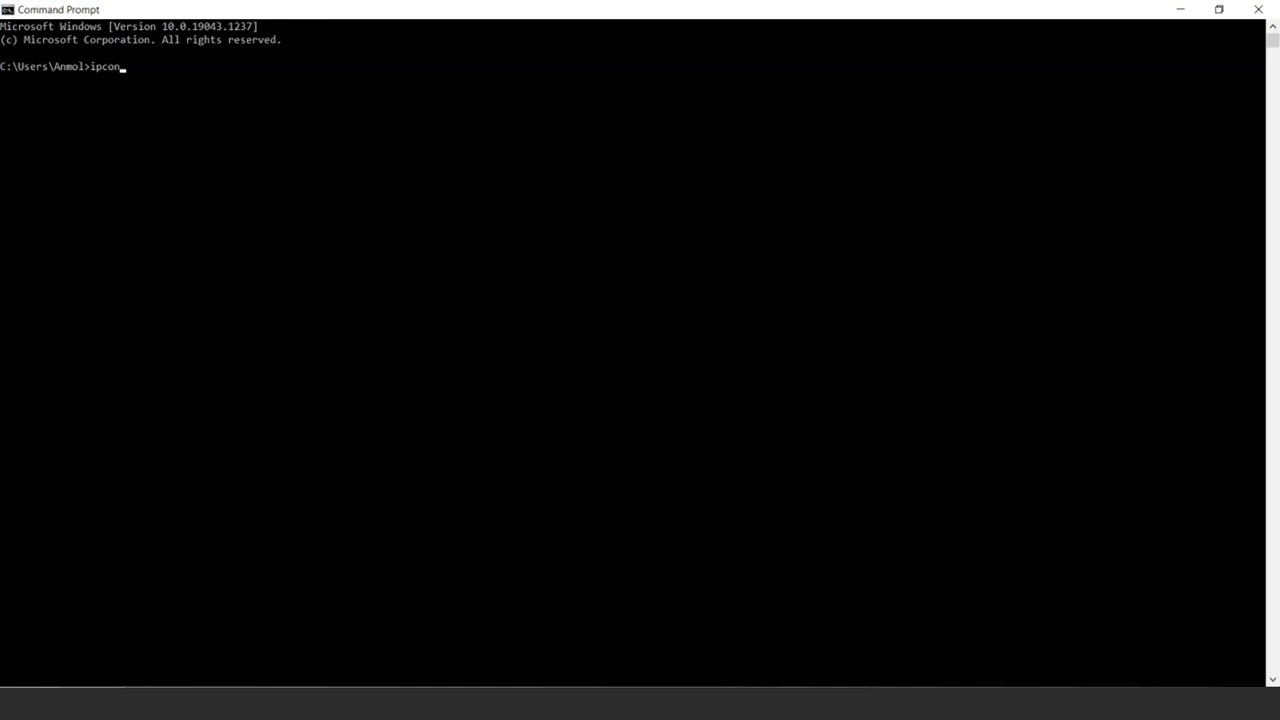 Command Prompt
Microsoft Windows [Version 10.0.19043.1237]
(c) Microsoft Corporation. All rights reserved.
C:\Users\Anmol>ipcon